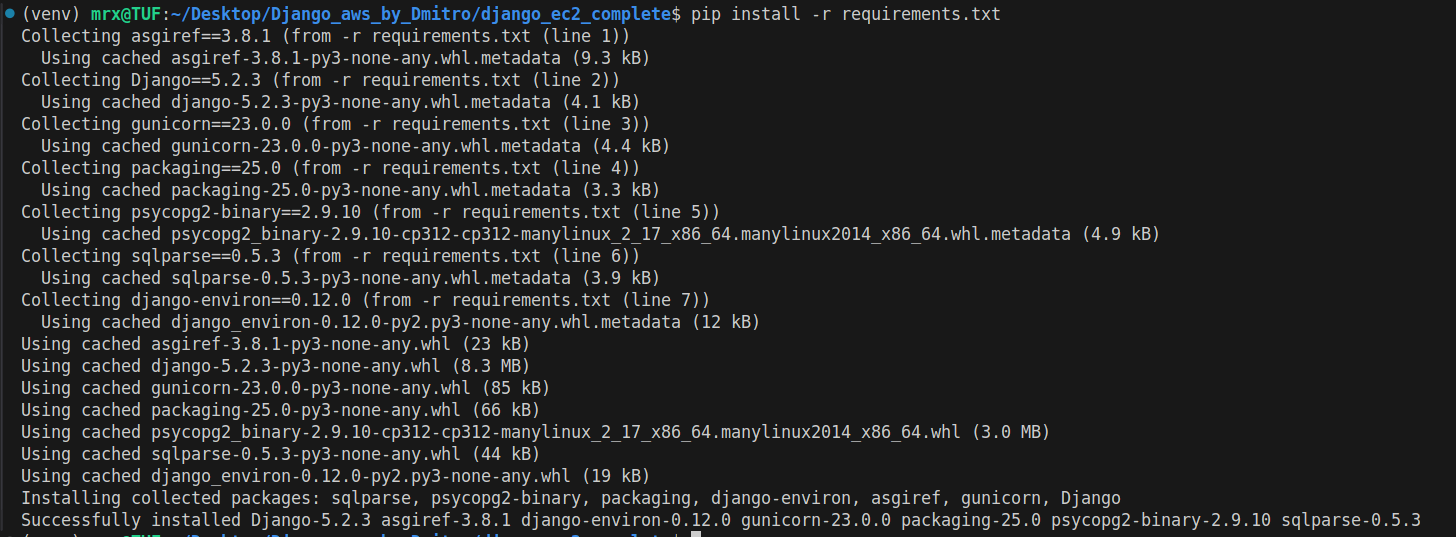 (venv) mrx@TUF:~/Desktop/Django_aws_by_Dmitro/django_ec2_complete$ pip install -r requirements.txt
Collecting asgiref==3.8.1 (from -r requirements.txt (line 1))
  Using cached asgiref-3.8.1-py3-none-any.whl.metadata (9.3 kB)
Collecting Django==5.2.3 (from -r requirements.txt (line 2))
  Using cached django-5.2.3-py3-none-any.whl.metadata (4.1 kB)
Collecting gunicorn==23.0.0 (from -r requirements.txt (line 3))
  Using cached gunicorn-23.0.0-py3-none-any.whl.metadata (4.4 kB)
Collecting packaging==25.0 (from -r requirements.txt (line 4))
  Using cached packaging-25.0-py3-none-any.whl.metadata (3.3 kB)
Collecting psycopg2-binary==2.9.10 (from -r requirements.txt (line 5))
  Using cached psycopg2_binary-2.9.10-cp312-cp312-manylinux_2_17_x86_64.manylinux2014_x86_64.whl.metadata (4.9 kB)
Collecting sqlparse==0.5.3 (from -r requirements.txt (line 6))
  Using cached sqlparse-0.5.3-py3-none-any.whl.metadata (3.9 kB)
Collecting django-environ==0.12.0 (from -r requirements.txt (line 7))
  Using cached django_environ-0.12.0-py2.py3-none-any.whl.metadata (12 kB)
Using cached asgiref-3.8.1-py3-none-any.whl (23 kB)
Using cached django-5.2.3-py3-none-any.whl (8.3 MB)
Using cached gunicorn-23.0.0-py3-none-any.whl (85 kB)
Using cached packaging-25.0-py3-none-any.whl (66 kB)
Using cached psycopg2_binary-2.9.10-cp312-cp312-manylinux_2_17_x86_64.manylinux2014_x86_64.whl (3.0 MB)
Using cached sqlparse-0.5.3-py3-none-any.whl (44 kB)
Using cached django_environ-0.12.0-py2.py3-none-any.whl (19 kB)
Installing collected packages: sqlparse, psycopg2-binary, packaging, django-environ, asgiref, gunicorn, Django
Successfully installed Django-5.2.3 asgiref-3.8.1 django-environ-0.12.0 gunicorn-23.0.0 packaging-25.0 psycopg2-binary-2.9.10 sqlparse-0.5.3